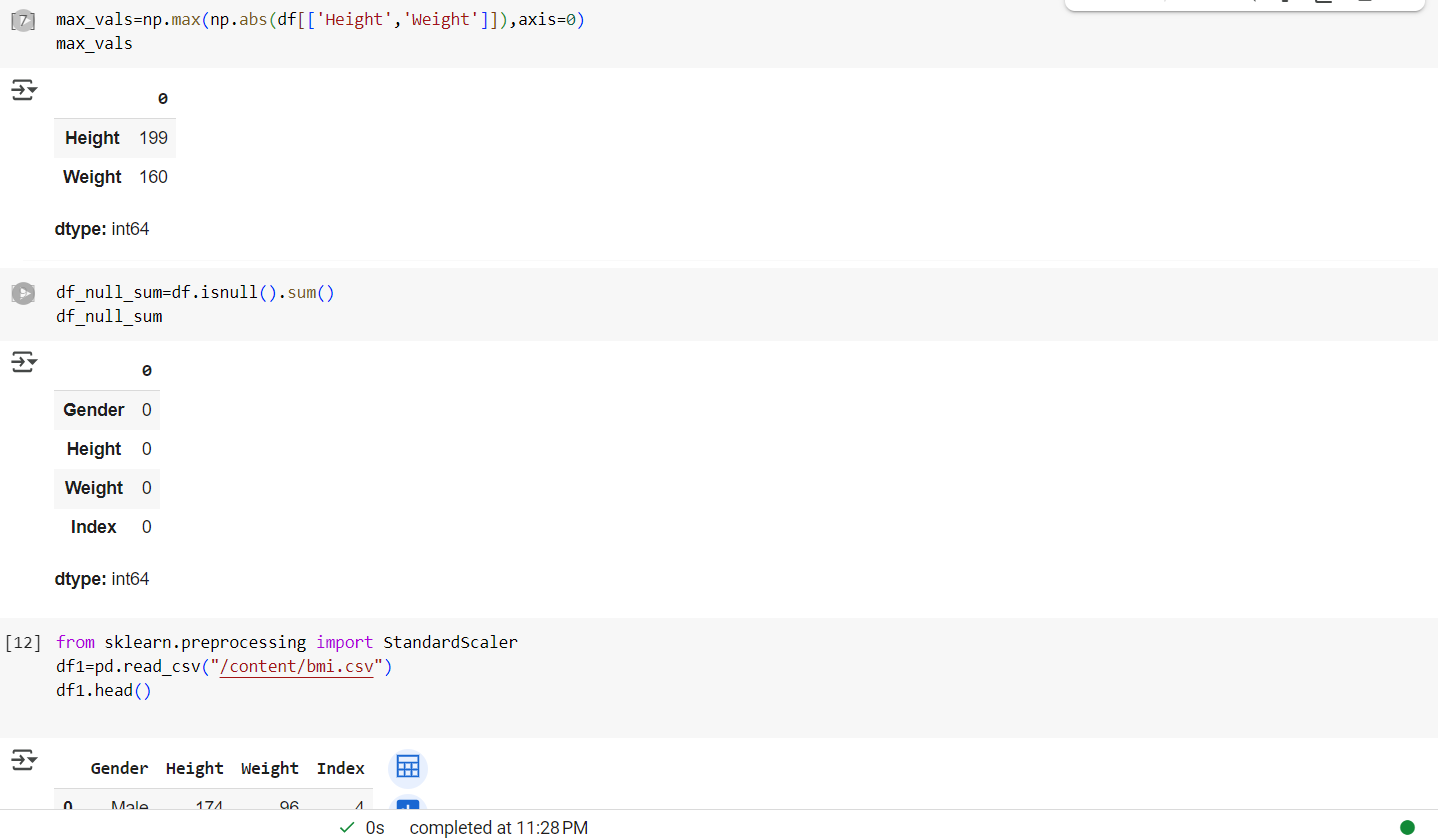 [7] max_vals=np.max(np.abs(df[['Height','Weight']]),axis=0)
max_vals
0
Height 199
Weight 160
dtype: int64
df_null_sum=df.isnull().sum()
df_null_sum
0
Gender 0
Height 0
Weight 0
Index 0
dtype: int64
[12] from sklearn.preprocessing import StandardScaler
df1=pd.read_csv("/content/bmi.csv")
df1.head()
Gender Height Weight Index
0 Male 174 96 4
0s completed at 11:28 PM